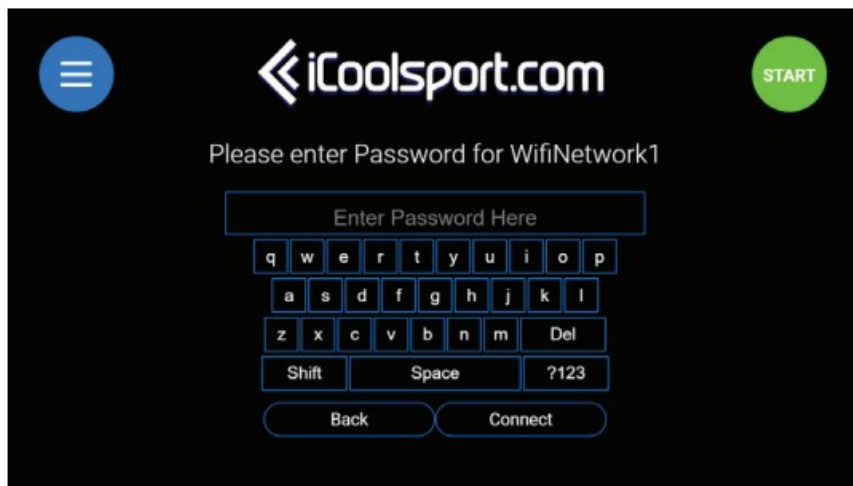 iCoolsport.com
START
Please enter Password for WifiNetwork1
Enter Password Here
q w e r t y u i o p
a s d f g h j k l
z x c v b n m Del
Shift Space ?123
Back Connect